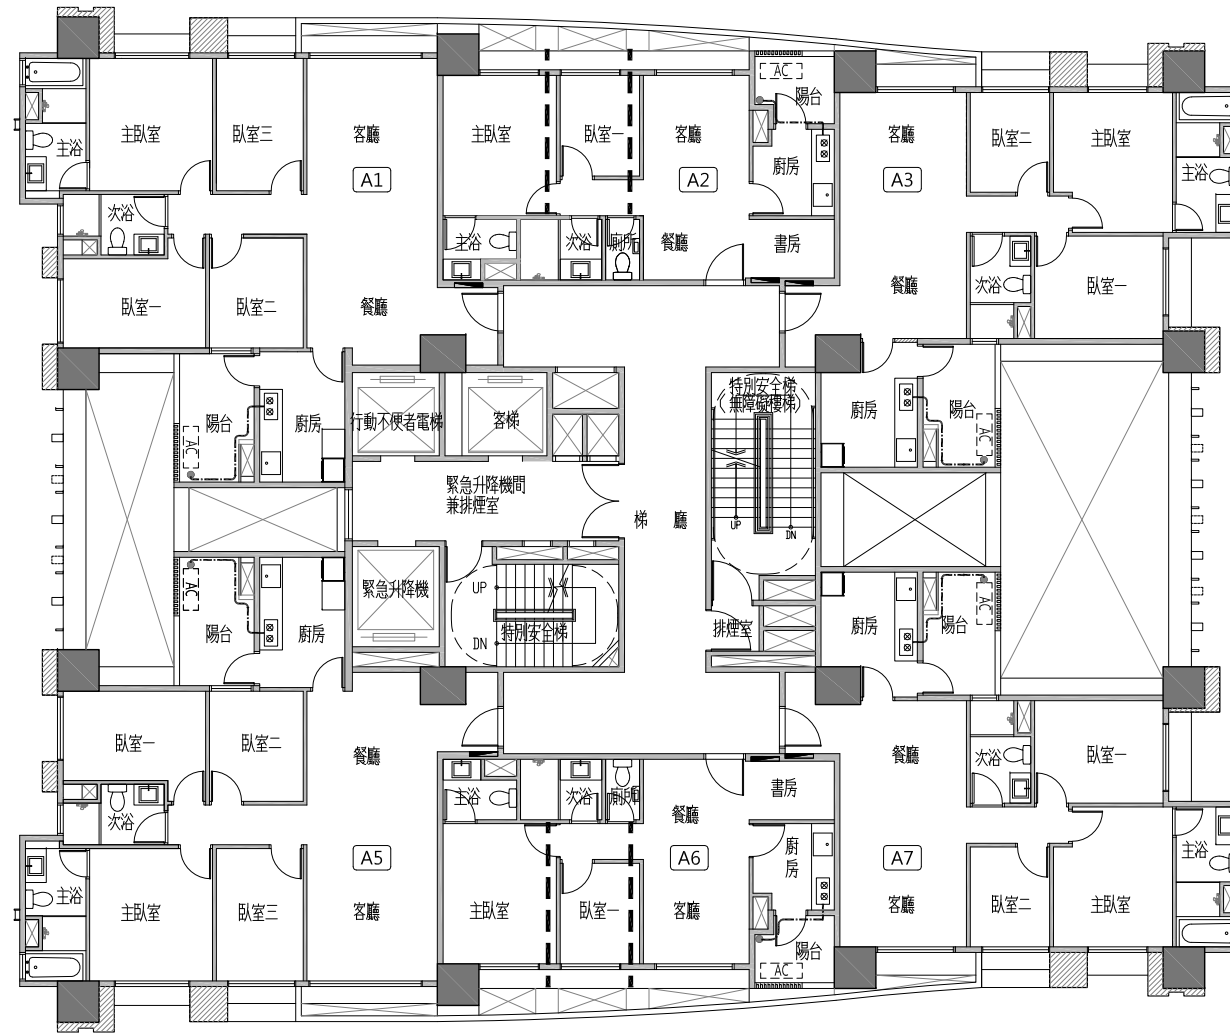 AC
陽台
主臥室
臥室三
客廳
主臥室
臥室一
客廳
客廳
臥室二
主臥室
主浴
廚房
主浴
A1
A2
A3
次浴
主浴
次浴
廁所
餐廳
書房
臥室一
臥室二
餐廳
餐廳
次浴
臥室一
特別安全梯
無障礙樓梯
陽台
廚房
行動不便者電梯
客梯
廚房
陽台
AC
AC
緊急升降機間
兼排煙室
梯 廳
UP
DN
AC
緊急升降機
UP
AC
陽台
廚房
特別安全梯
DN
排煙室
廚房
陽台
臥室一
臥室二
餐廳
餐廳
次浴
臥室一
主浴
次浴
廁所
書房
餐廳
次浴
A5
A6
廚
房
A7
主浴
主浴
主臥室
臥室三
客廳
主臥室
臥室一
客廳
客廳
臥室二
主臥室
陽台
AC